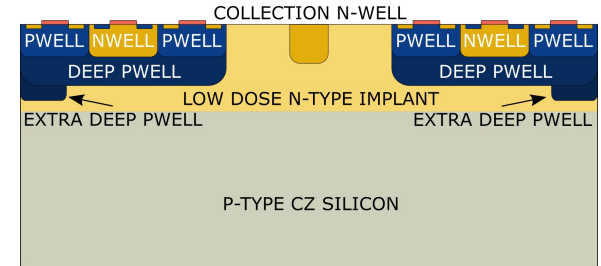 COLLECTION N-WELL
PWELL NWELL PWELL PWELL NWELL PWELL
DEEP PWELL DEEP PWELL
LOW DOSE N-TYPE IMPLANT
EXTRA DEEP PWELL EXTRA DEEP PWELL
P-TYPE CZ SILICON